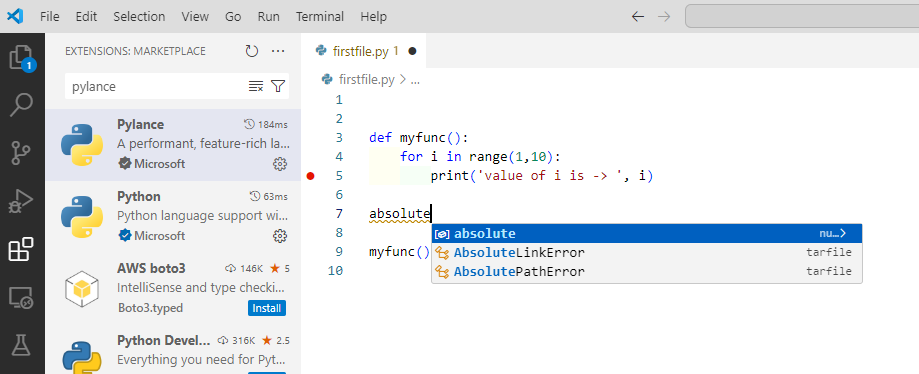 File Edit Selection View Go Run Terminal Help
EXTENSIONS: MARKETPLACE
pylance
1
Pylance 184ms
A performant, feature-rich la...
Microsoft
Python 63ms
Python language support wi...
Microsoft
AWS boto3 146K 5
IntelliSense and type checki...
Boto3.typed Install
Python Devel... 316K 2.5
Everything you need for Pyt...
firstfile.py 1
firstfile.py > ...
1
2
3 def myfunc():
4 for i in range(1,10):
5 print('value of i is -> ', i)
6
7 absolute
8
9 myfunc()
10
absolute nu...
AbsoluteLinkError tarfile
AbsolutePathError tarfile